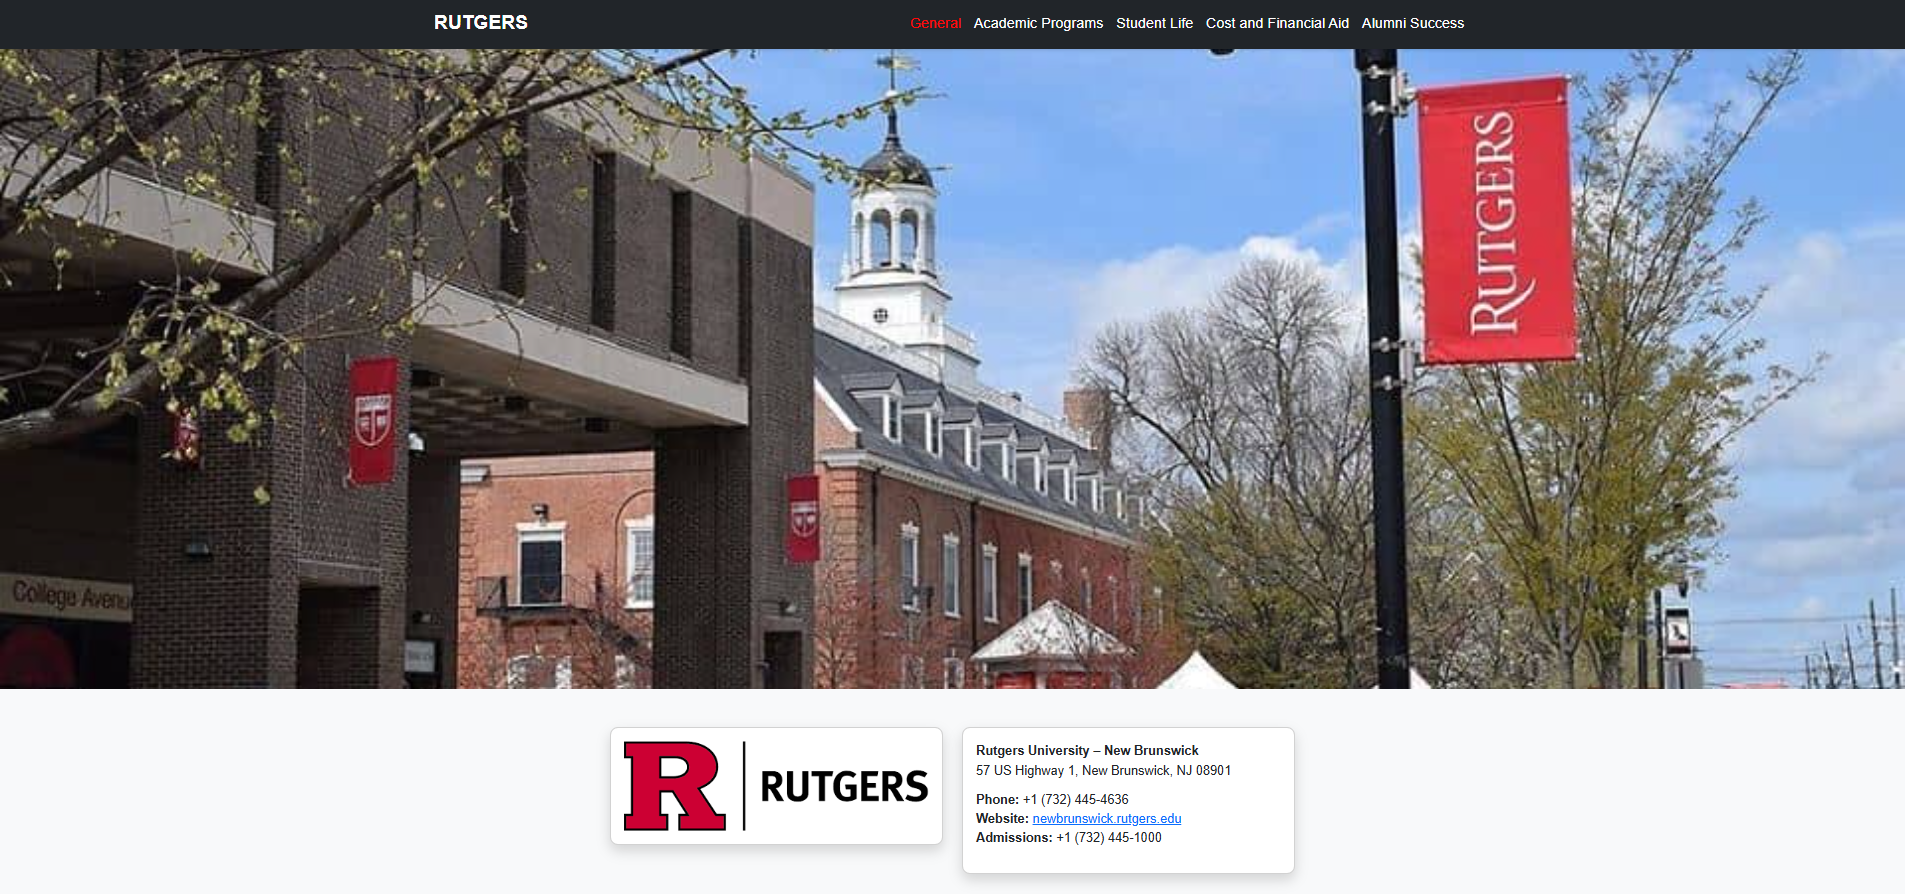 RUTGERS
General Academic Programs Student Life Cost and Financial Aid Alumni Success
RUTGERS
College Avenu
R RUTGERS
Rutgers University – New Brunswick
57 US Highway 1, New Brunswick, NJ 08901
Phone: +1 (732) 445-4636
Website: newbrunswick.rutgers.edu
Admissions: +1 (732) 445-1000